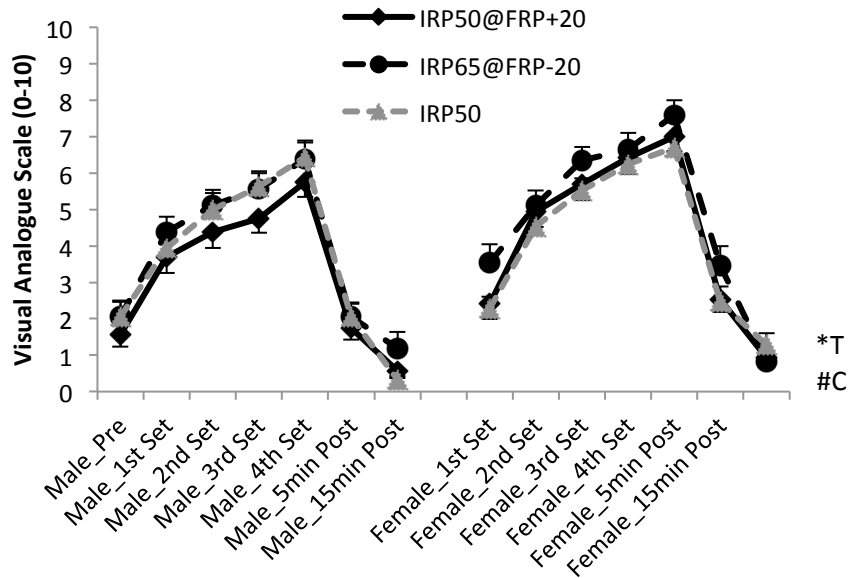 IRP50@FRP+20
IRP65@FRP-20
IRP50
Visual Analogue Scale (0-10)
10
9
8
7
6
5
4
3
2
1
0
Male_Pre
Male_1st Set
Male_2nd Set
Male_3rd Set
Male_4th Set
Male_5min Post
Male_15min Post
Female_1st Set
Female_2nd Set
Female_3rd Set
Female_4th Set
Female_5min Post
Female_15min Post
*T
#C